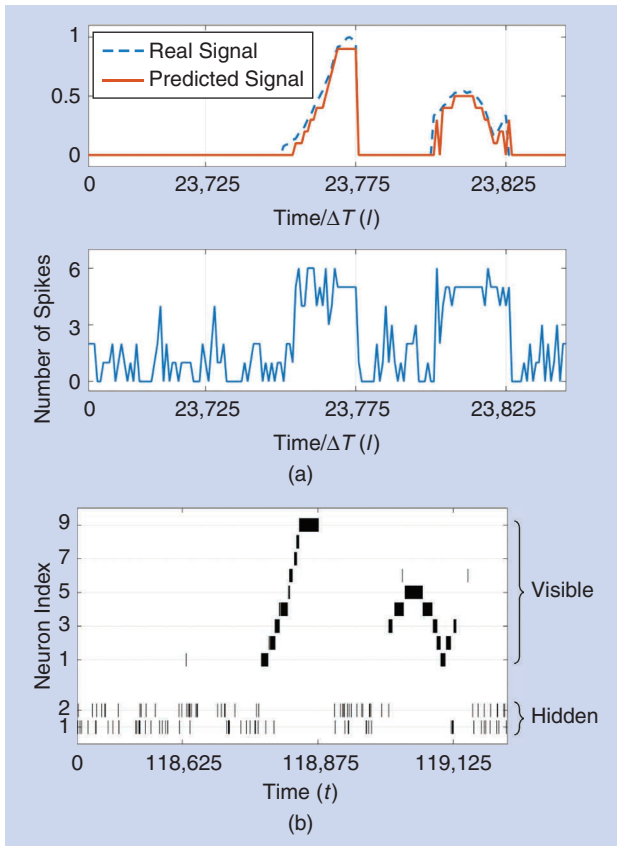 1
Real Signal
Predicted Signal
0.5
0
0 23,725 23,775 23,825
Time/ΔT (l)
Number of Spikes
6
3
0
0 23,725 23,775 23,825
Time/ΔT (l)
(a)
Neuron Index
9
7
5
3
1
Visible
2
1
Hidden
0 118,625 118,875 119,125
Time (t)
(b)